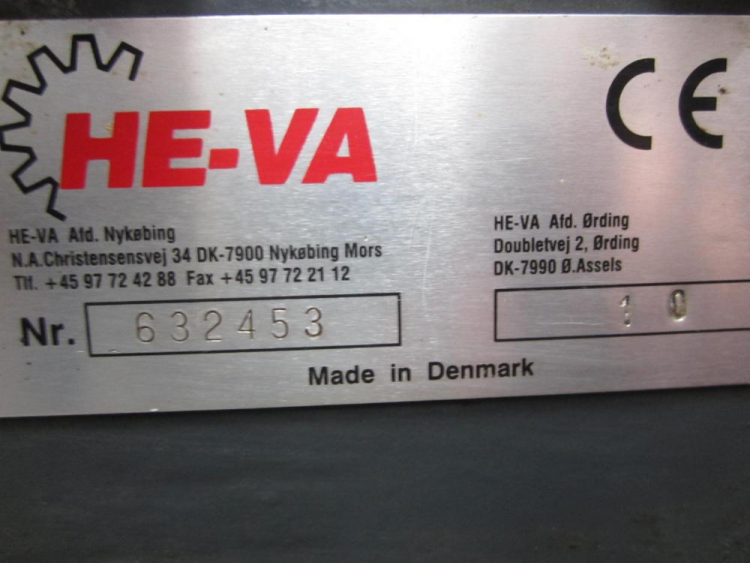 HE-VA
CE
HE-VA Afd. Nykøbing
N.A.Christensensvej 34 DK-7900 Nykøbing Mors
Tlf. +45 97 72 42 88 Fax +45 97 72 21 12
HE-VA Afd. Ørding
Doubletvej 2, Ørding
DK-7990 Ø.Assels
Nr. 632453
10
Made in Denmark